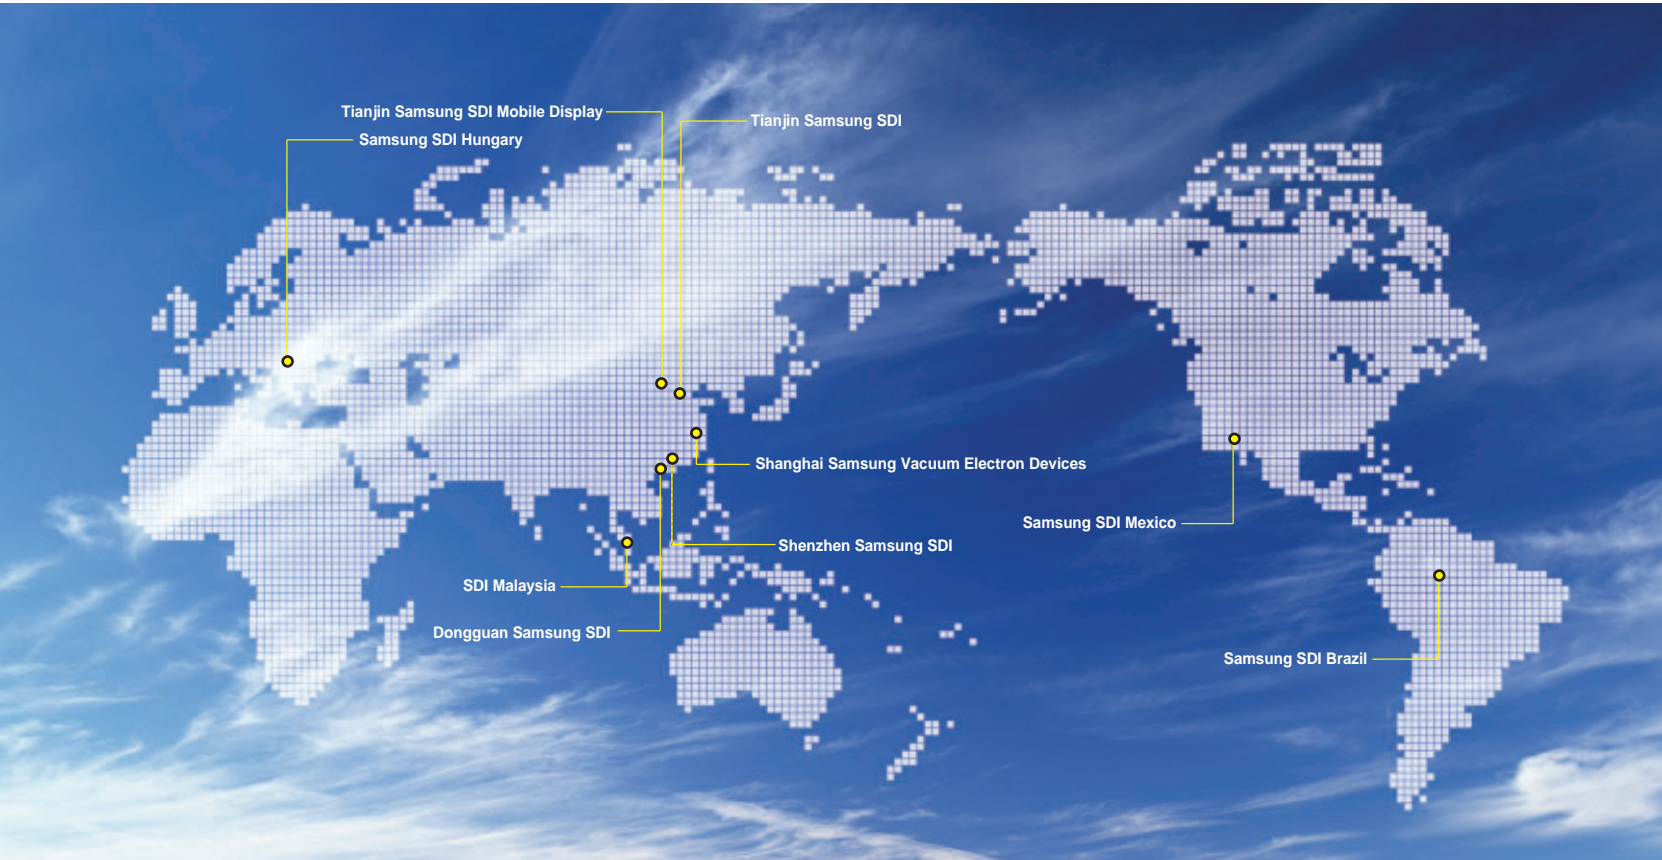 Tianjin Samsung SDI Mobile Display
Tianjin Samsung SDI
Samsung SDI Hungary
Shanghai Samsung Vacuum Electron Devices
Samsung SDI Mexico
Shenzhen Samsung SDI
SDI Malaysia
Dongguan Samsung SDI
Samsung SDI Brazil